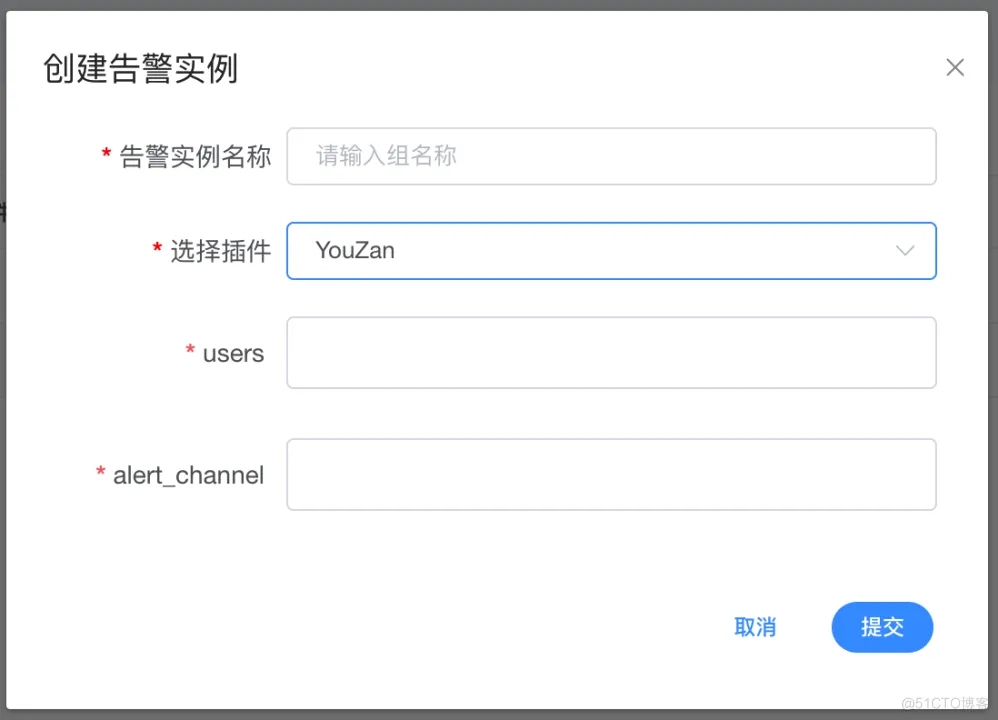 创建告警实例
* 告警实例名称 请输入组名称
* 选择插件 YouZan
* users
* alert_channel
取消 提交
@51CTO博客